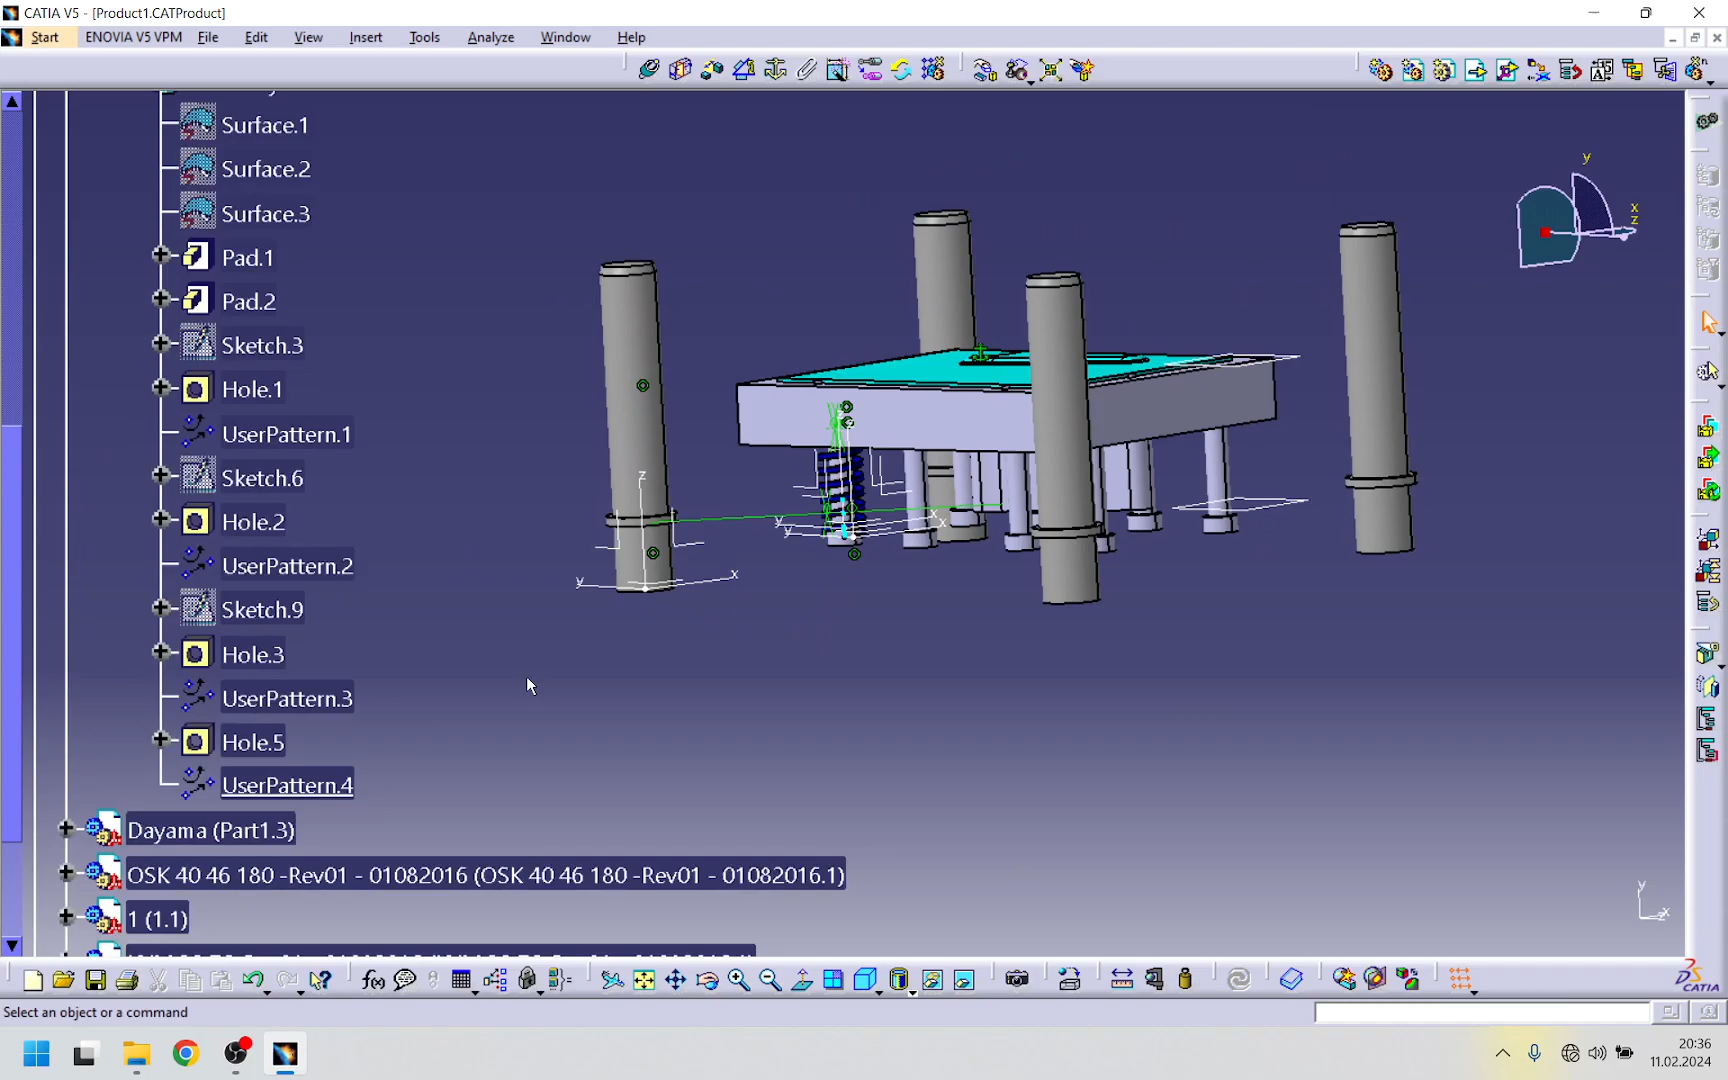 CATIA V5 - [Product1.CATProduct]
Start ENOVIA V5 VPM File Edit View Insert Tools Analyze Window Help
Surface.1
Surface.2
Surface.3
Pad.1
Pad.2
Sketch.3
Hole.1
UserPattern.1
Sketch.6
Hole.2
UserPattern.2
Sketch.9
Hole.3
UserPattern.3
Hole.5
UserPattern.4
Dayama (Part1.3)
OSK 40 46 180 -Rev01 - 01082016 (OSK 40 46 180 -Rev01 - 01082016.1)
1 (1.1)
y
x
z
z
y
x
y
y
x
x
y
x
CATIA
Select an object or a command
20:36
11.02.2024